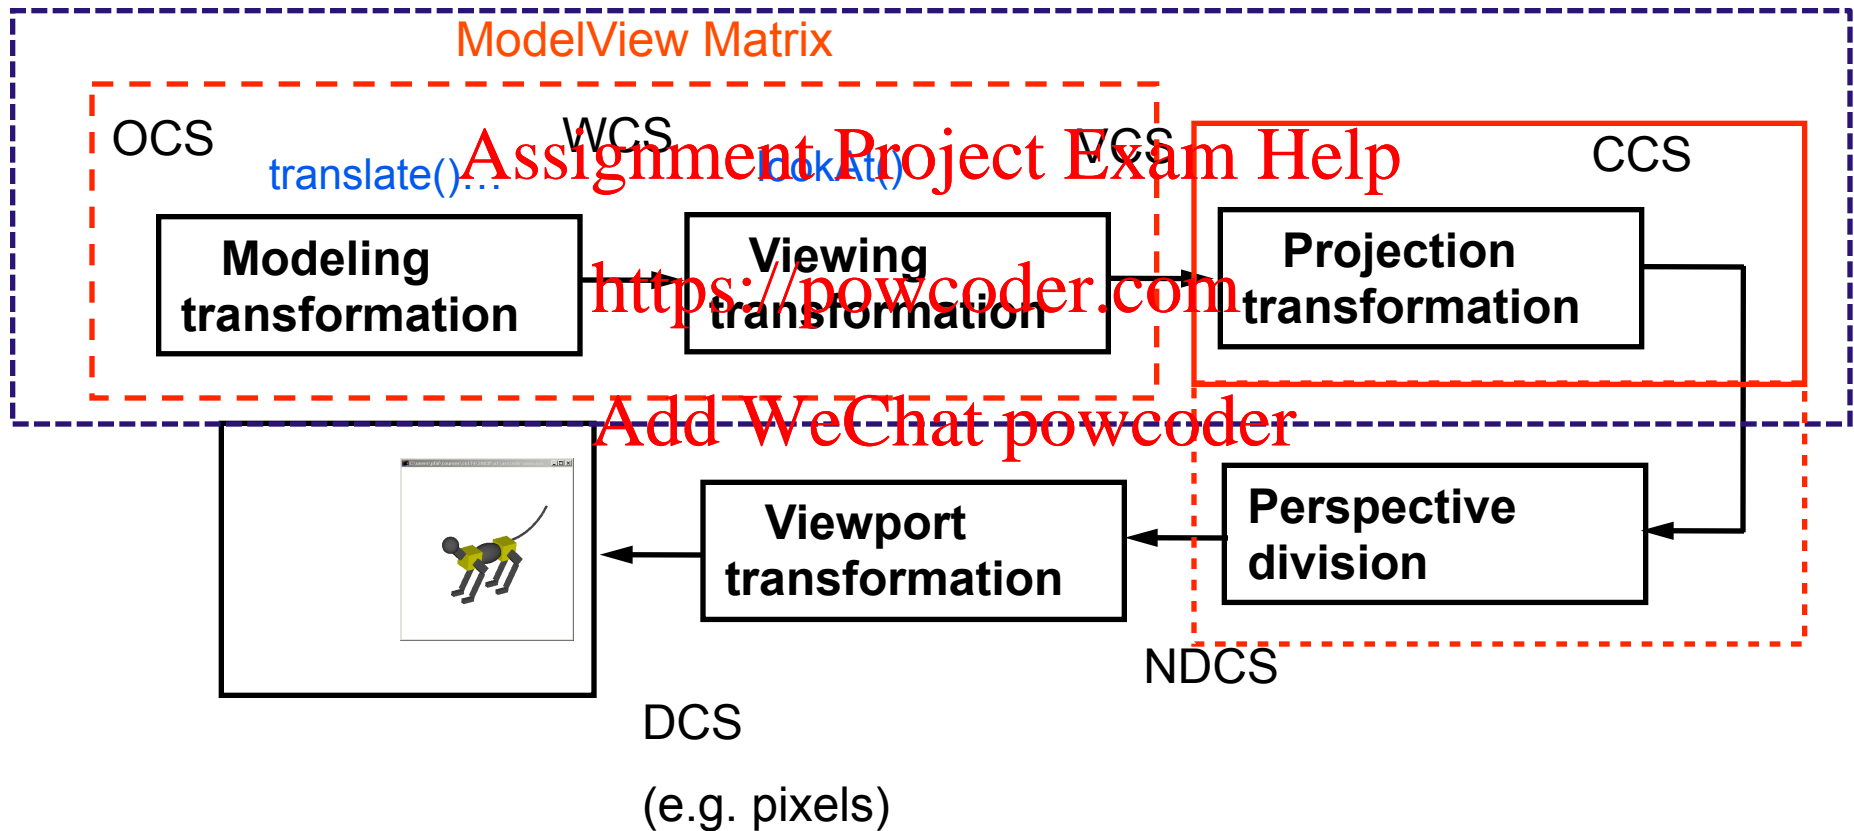 ModelView Matrix
OCS
WCS
VCS
CCS
translate()...
lookAt()
Assignment Project Exam Help
Modeling
transformation
Viewing
transformation
Projection
transformation
https://powcoder.com
Add WeChat powcoder
Viewport
transformation
Perspective
division
NDCS
DCS
(e.g. pixels)